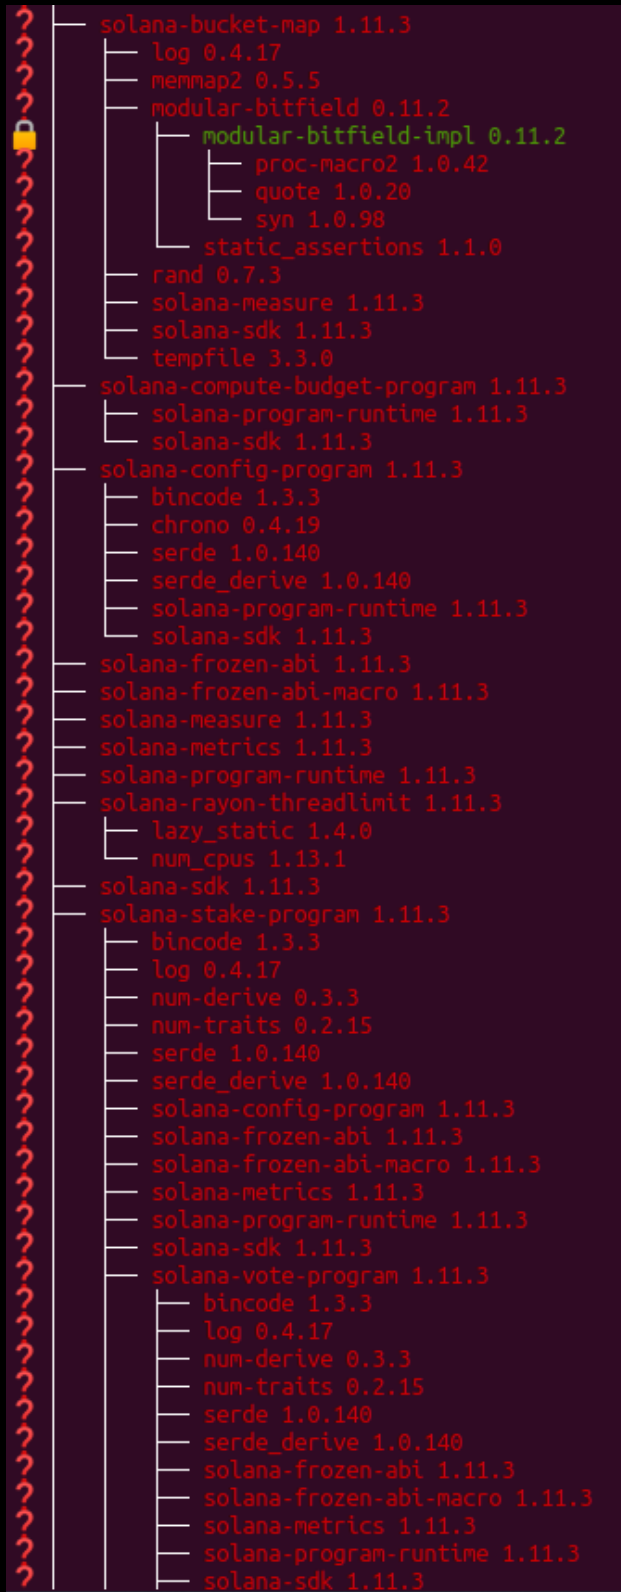 ❓ ├── solana-bucket-map 1.11.3
❓ │   ├── log 0.4.17
❓ │   ├── memmap2 0.5.5
❓ │   ├── modular-bitfield 0.11.2
🔒 │   │   ├── modular-bitfield-impl 0.11.2
❓ │   │   │   ├── proc-macro2 1.0.42
❓ │   │   │   ├── quote 1.0.20
❓ │   │   │   └── syn 1.0.98
❓ │   │   └── static_assertions 1.1.0
❓ │   ├── rand 0.7.3
❓ │   ├── solana-measure 1.11.3
❓ │   ├── solana-sdk 1.11.3
❓ │   └── tempfile 3.3.0
❓ ├── solana-compute-budget-program 1.11.3
❓ │   ├── solana-program-runtime 1.11.3
❓ │   └── solana-sdk 1.11.3
❓ ├── solana-config-program 1.11.3
❓ │   ├── bincode 1.3.3
❓ │   ├── chrono 0.4.19
❓ │   ├── serde 1.0.140
❓ │   ├── serde_derive 1.0.140
❓ │   ├── solana-program-runtime 1.11.3
❓ │   └── solana-sdk 1.11.3
❓ ├── solana-frozen-abi 1.11.3
❓ ├── solana-frozen-abi-macro 1.11.3
❓ ├── solana-measure 1.11.3
❓ ├── solana-metrics 1.11.3
❓ ├── solana-program-runtime 1.11.3
❓ ├── solana-rayon-threadlimit 1.11.3
❓ │   ├── lazy_static 1.4.0
❓ │   └── num_cpus 1.13.1
❓ ├── solana-sdk 1.11.3
❓ ├── solana-stake-program 1.11.3
❓ │   ├── bincode 1.3.3
❓ │   ├── log 0.4.17
❓ │   ├── num-derive 0.3.3
❓ │   ├── num-traits 0.2.15
❓ │   ├── serde 1.0.140
❓ │   ├── serde_derive 1.0.140
❓ │   ├── solana-config-program 1.11.3
❓ │   ├── solana-frozen-abi 1.11.3
❓ │   ├── solana-frozen-abi-macro 1.11.3
❓ │   ├── solana-metrics 1.11.3
❓ │   ├── solana-program-runtime 1.11.3
❓ │   ├── solana-sdk 1.11.3
❓ │   ├── solana-vote-program 1.11.3
❓ │   │   ├── bincode 1.3.3
❓ │   │   ├── log 0.4.17
❓ │   │   ├── num-derive 0.3.3
❓ │   │   ├── num-traits 0.2.15
❓ │   │   ├── serde 1.0.140
❓ │   │   ├── serde_derive 1.0.140
❓ │   │   ├── solana-frozen-abi 1.11.3
❓ │   │   ├── solana-frozen-abi-macro 1.11.3
❓ │   │   ├── solana-metrics 1.11.3
❓ │   │   ├── solana-program-runtime 1.11.3
❓ │   │   ├── solana-sdk 1.11.3